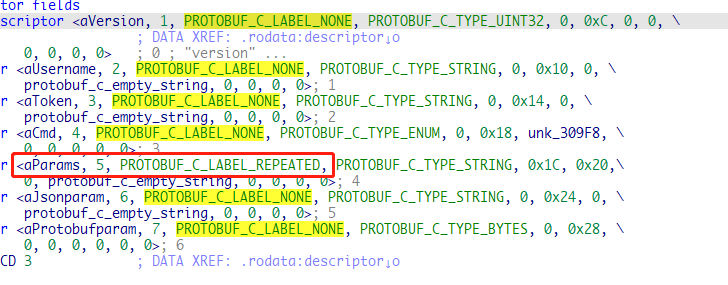 tor fields
scriptor <aVersion, 1, PROTOBUF_C_LABEL_NONE, PROTOBUF_C_TYPE_UINT32, 0, 0xC, 0, 0, \
; DATA XREF: .rodata:descriptor↓o
0, 0, 0, 0> ; 0 ; "version" ...
r <aUsername, 2, PROTOBUF_C_LABEL_NONE, PROTOBUF_C_TYPE_STRING, 0, 0x10, 0, \
protobuf_c_empty_string, 0, 0, 0, 0>; 1
r <aToken, 3, PROTOBUF_C_LABEL_NONE, PROTOBUF_C_TYPE_STRING, 0, 0x14, 0, \
protobuf_c_empty_string, 0, 0, 0, 0>; 2
r <aCmd, 4, PROTOBUF_C_LABEL_NONE, PROTOBUF_C_TYPE_ENUM, 0, 0x18, unk_309F8, \
0, 0, 0, 0, 0>; 3
r <aParams, 5, PROTOBUF_C_LABEL_REPEATED, PROTOBUF_C_TYPE_STRING, 0x1C, 0x20,\
0, protobuf_c_empty_string, 0, 0, 0, 0>; 4
r <aJsonparam, 6, PROTOBUF_C_LABEL_NONE, PROTOBUF_C_TYPE_STRING, 0, 0x24, 0, \
protobuf_c_empty_string, 0, 0, 0, 0>; 5
r <aProtobufparam, 7, PROTOBUF_C_LABEL_NONE, PROTOBUF_C_TYPE_BYTES, 0, 0x28, \
0, 0, 0, 0, 0, 0>; 6
CD 3 ; DATA XREF: .rodata:descriptor↓o